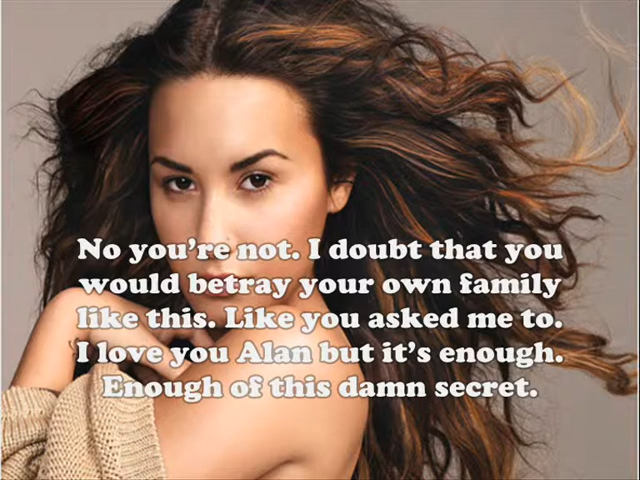 No you’re not. I doubt that you
would betray your own family
like this. Like you asked me to.
I love you Alan but it’s enough.
Enough of this damn secret.